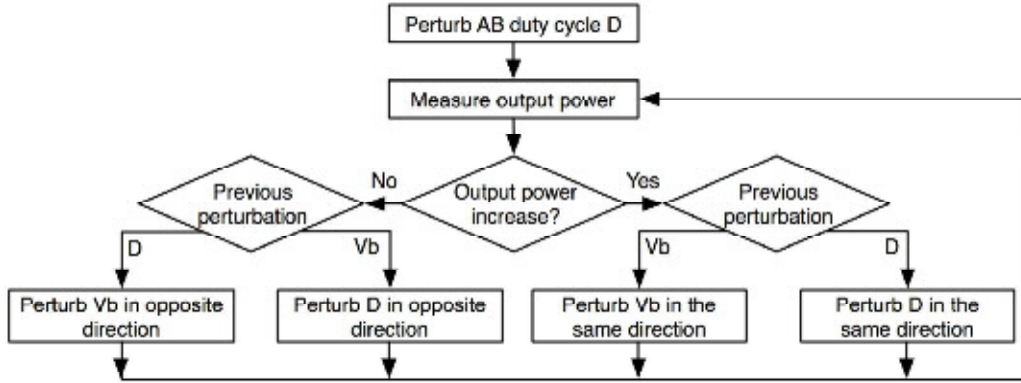 Perturb AB duty cycle D
Measure output power
No
Yes
Previous
perturbation
Output power
increase?
Previous
perturbation
D
Vb
Vb
D
Perturb Vb in opposite
direction
Perturb D in opposite
direction
Perturb Vb in the
same direction
Perturb D in the
same direction